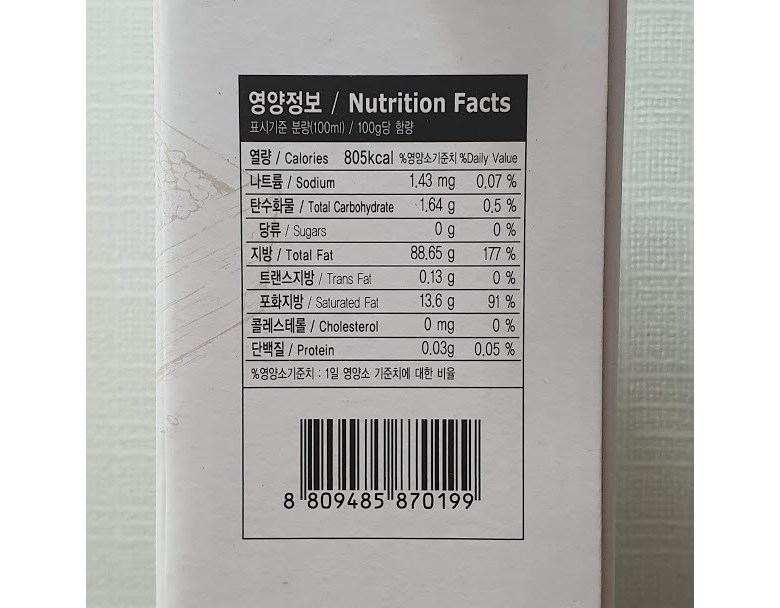 영양정보 / Nutrition Facts
표시기준 분량(100ml) / 100g당 함량
열량 / Calories 805kcal %영양소기준치 %Daily Value
나트륨 / Sodium 1.43 mg 0.07 %
탄수화물 / Total Carbohydrate 1.64 g 0.5 %
당류 / Sugars 0 g 0 %
지방 / Total Fat 88.65 g 177 %
트랜스지방 / Trans Fat 0.13 g 0 %
포화지방 / Saturated Fat 13.6 g 91 %
콜레스테롤 / Cholesterol 0 mg 0 %
단백질 / Protein 0.03g 0.05 %
%영양소기준치 : 1일 영양소 기준치에 대한 비율
8 809485 870199